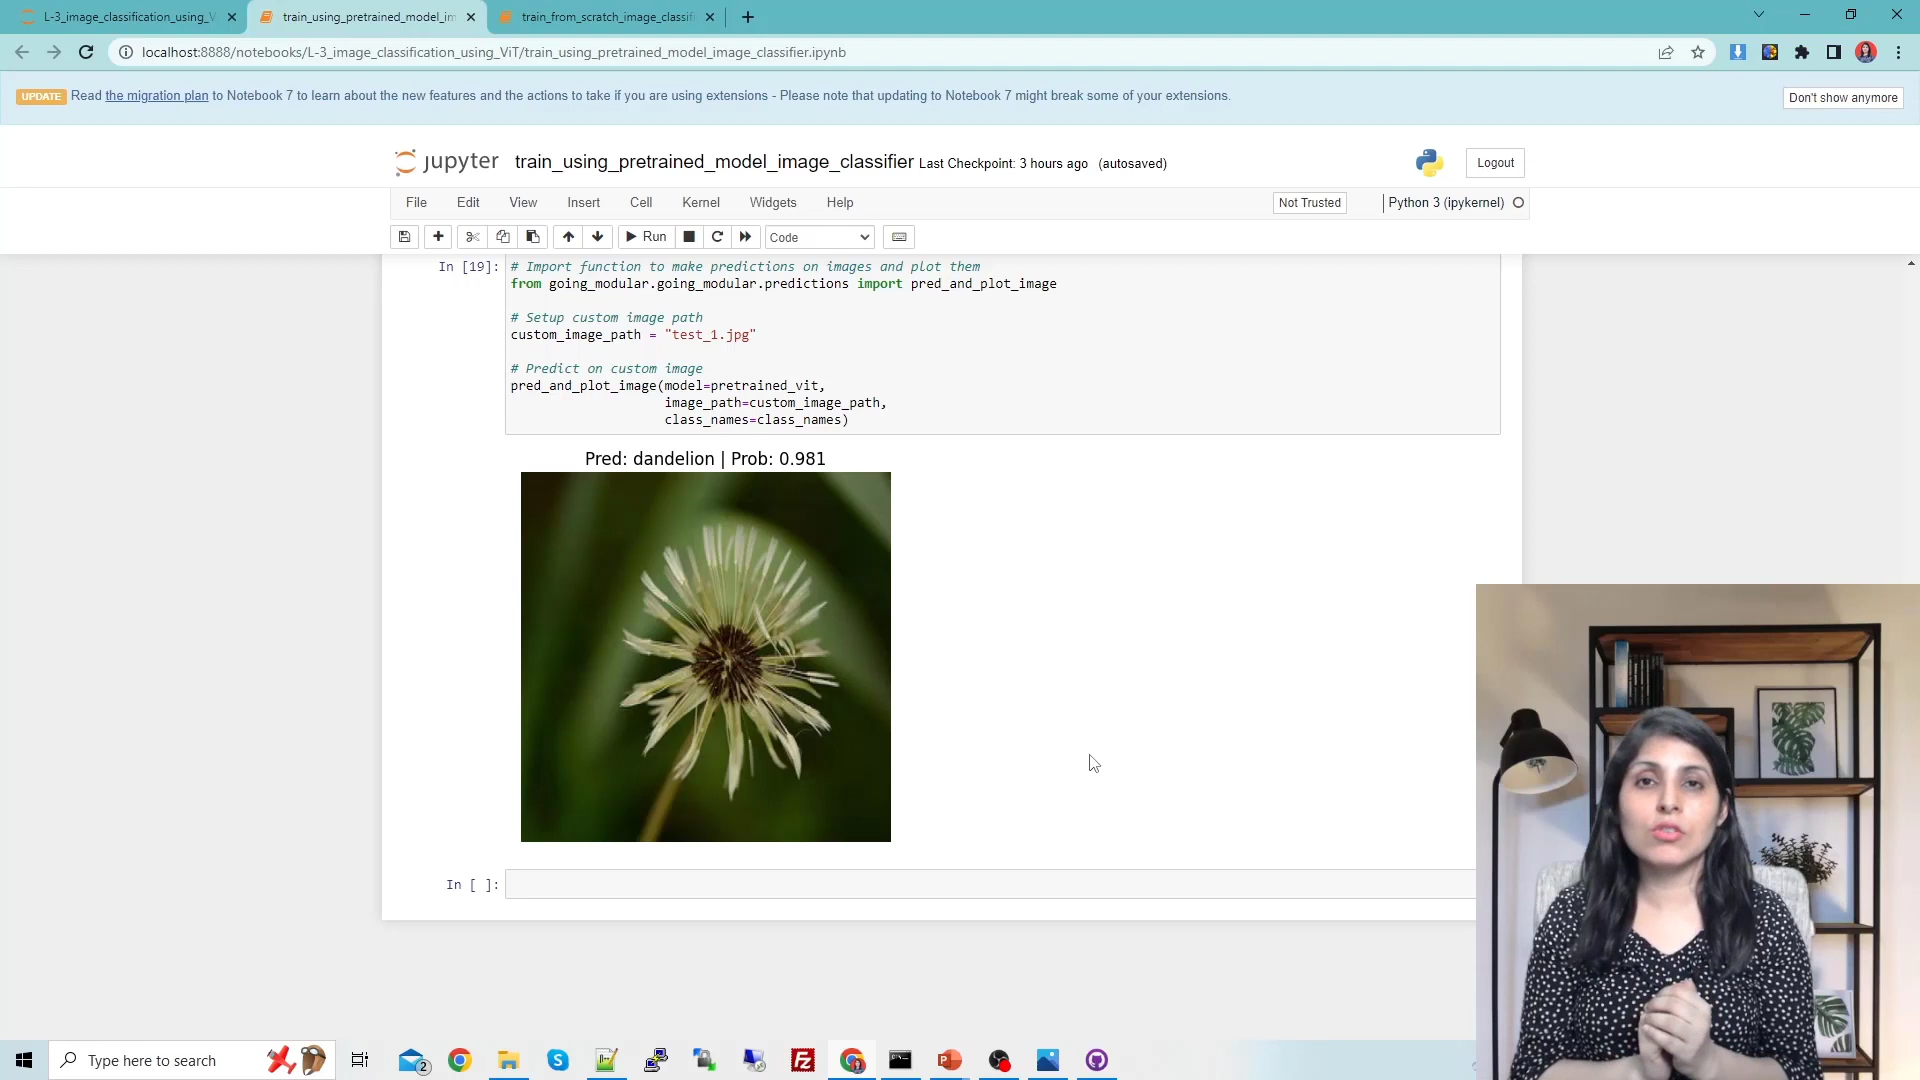 L-3_image_classification_using_V
train_using_pretrained_model_im
train_from_scratch_image_classifi
localhost:8888/notebooks/L-3_image_classification_using_ViT/train_using_pretrained_model_image_classifier.ipynb
UPDATE Read the migration plan to Notebook 7 to learn about the new features and the actions to take if you are using extensions - Please note that updating to Notebook 7 might break some of your extensions.
Don't show anymore
jupyter train_using_pretrained_model_image_classifier Last Checkpoint: 3 hours ago (autosaved)
Logout
File Edit View Insert Cell Kernel Widgets Help
Not Trusted
Python 3 (ipykernel)
Run
Code
In [19]:
# Import function to make predictions on images and plot them
from going_modular.going_modular.predictions import pred_and_plot_image
# Setup custom image path
custom_image_path = "test_1.jpg"
# Predict on custom image
pred_and_plot_image(model=pretrained_vit,
image_path=custom_image_path,
class_names=class_names)
Pred: dandelion | Prob: 0.981
In [ ]:
Type here to search
2